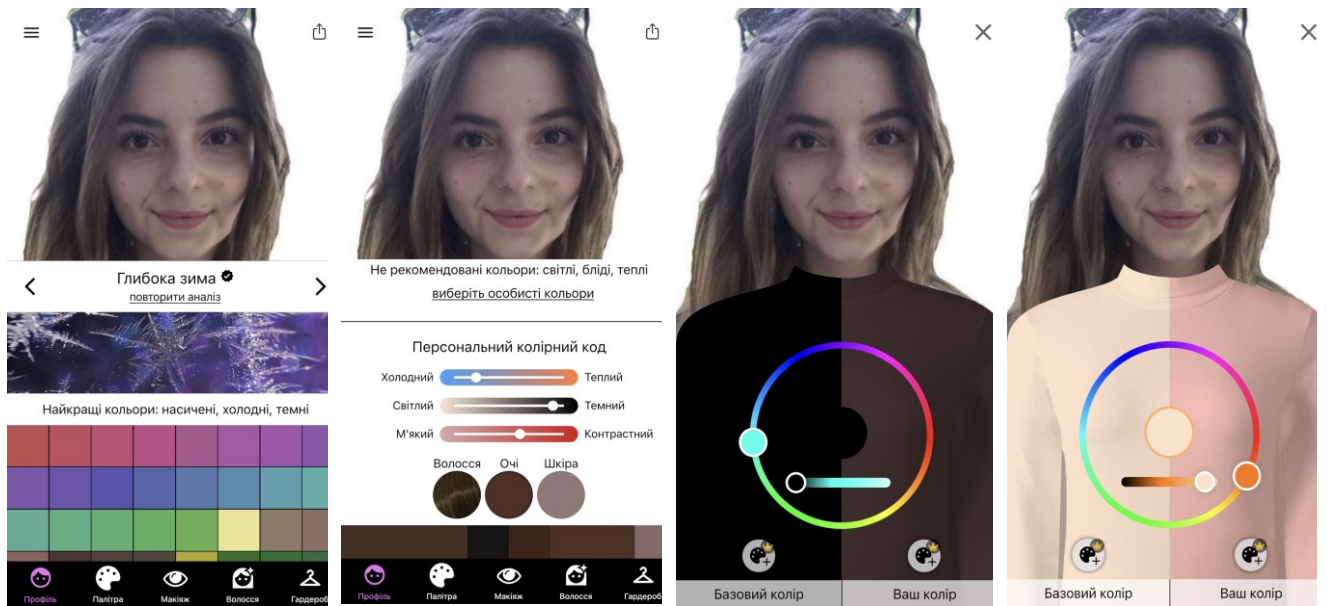 Глибока зима
повторити аналіз
Найкращі кольори: насичені, холодні, темні
Профіль
Палітра
Макіяж
Волосся
Гардероб
Не рекомендовані кольори: світлі, бліді, теплі
виберіть особисті кольори
Персональний колірний код
Холодний Теплий
Світлий Темний
М'який Контрастний
Волосся Очі Шкіра
Профіль
Палітра
Макіяж
Волосся
Гардероб
Базовий колір
Ваш колір
Базовий колір
Ваш колір